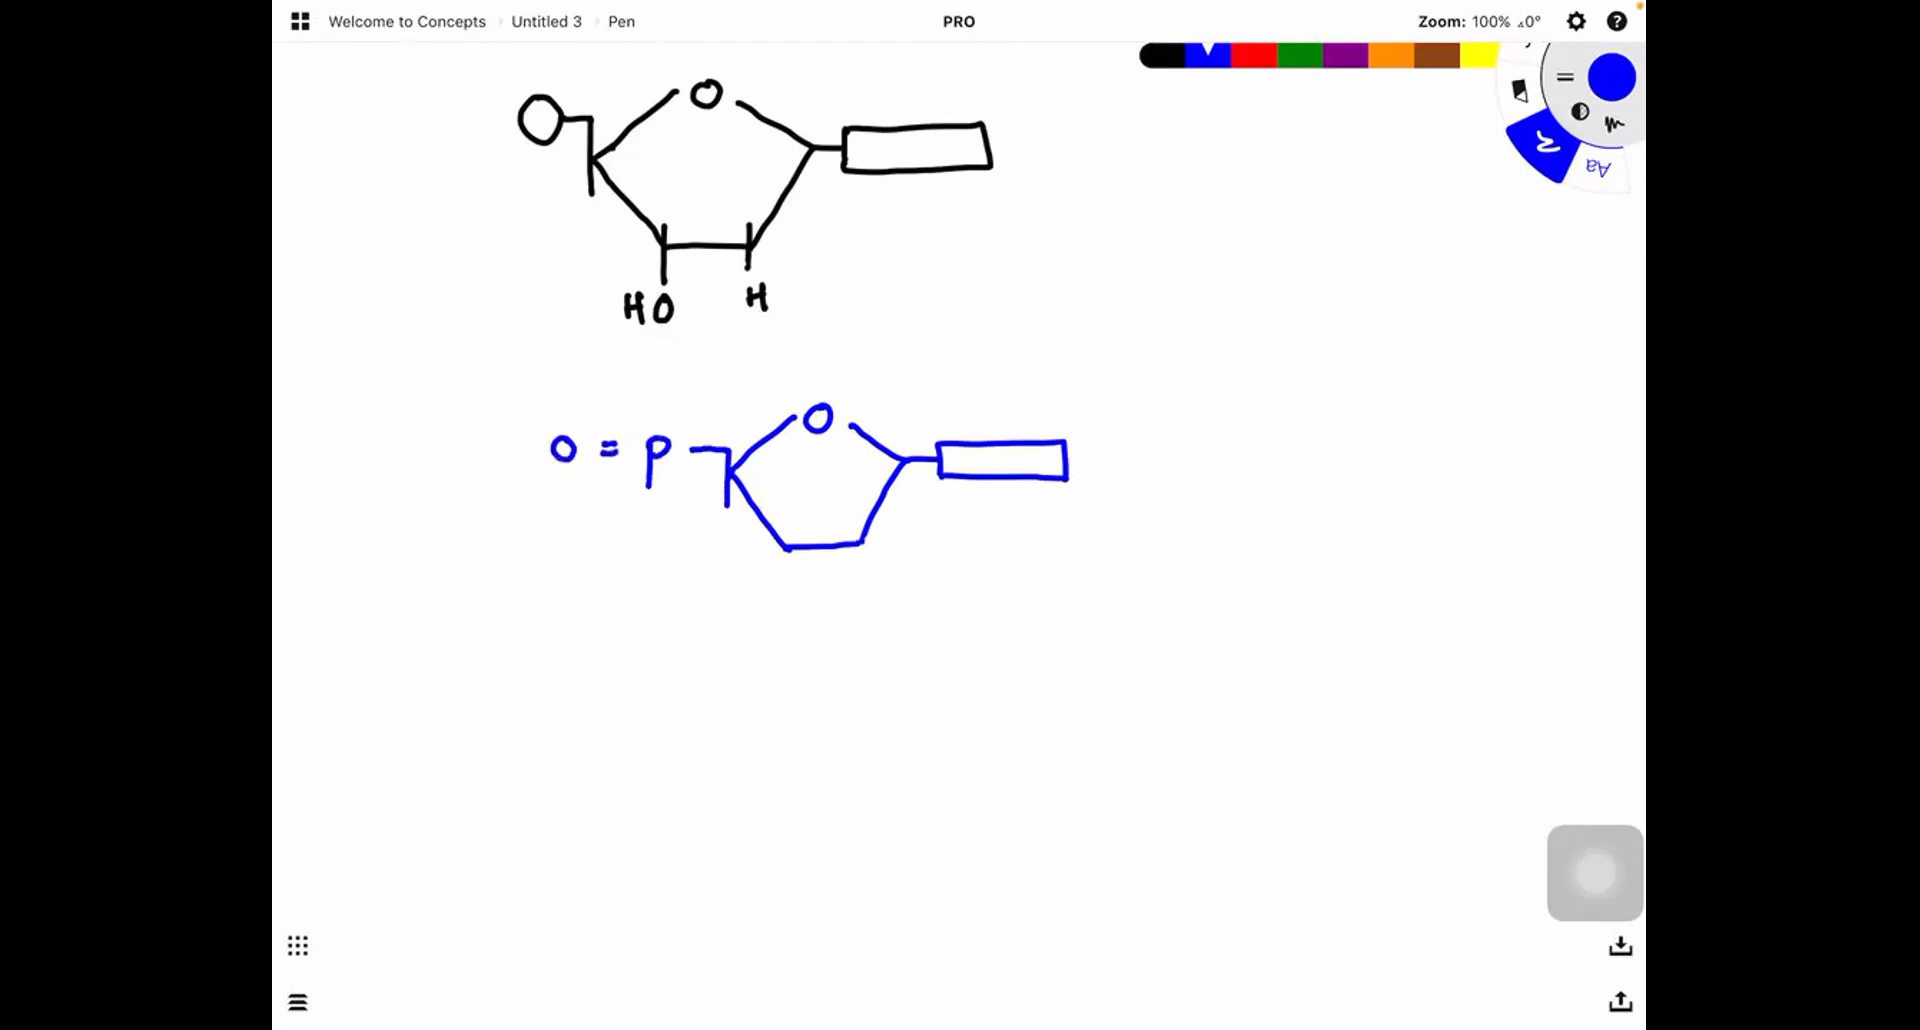 Welcome to Concepts Untitled 3 Pen PRO Zoom: 100% ⊿0° ?
Aa
O
HO H
O
O = P